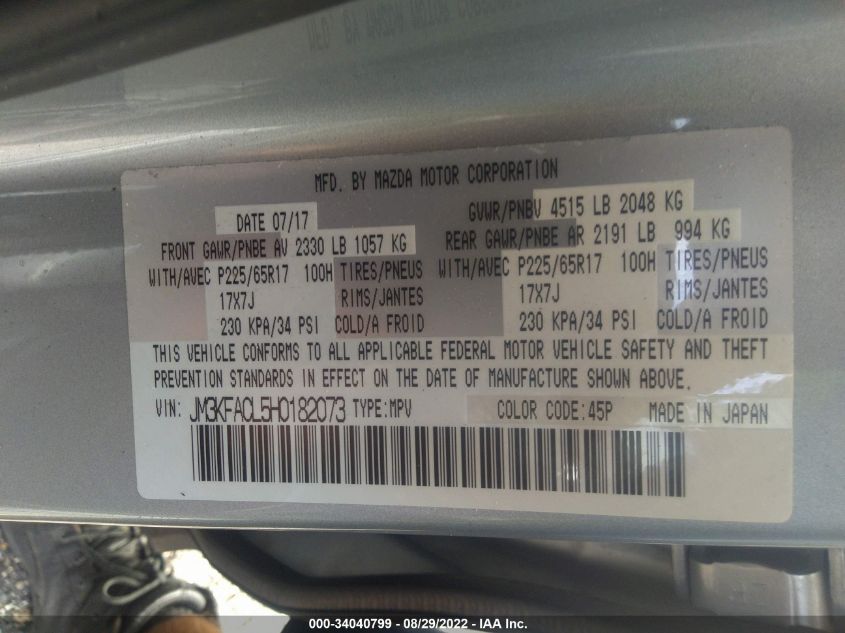 MFD. BY MAZDA MOTOR CORPORATION
DATE 07/17
GVWR/PNBV 4515 LB 2048 KG
FRONT GAWR/PNBE AV 2330 LB 1057 KG
REAR GAWR/PNBE AR 2191 LB 994 KG
WITH/AVEC P225/65R17 100H TIRES/PNEUS
WITH/AVEC P225/65R17 100H TIRES/PNEUS
17X7J RIMS/JANTES
17X7J RIMS/JANTES
230 KPA/34 PSI COLD/A FROID
230 KPA/34 PSI COLD/A FROID
THIS VEHICLE CONFORMS TO ALL APPLICABLE FEDERAL MOTOR VEHICLE SAFETY AND THEFT
PREVENTION STANDARDS IN EFFECT ON THE DATE OF MANUFACTURE SHOWN ABOVE.
VIN: JM3KFACL5H0182073 TYPE:MPV COLOR CODE:45P MADE IN JAPAN
000-34040799 - 08/29/2022 - IAA Inc.